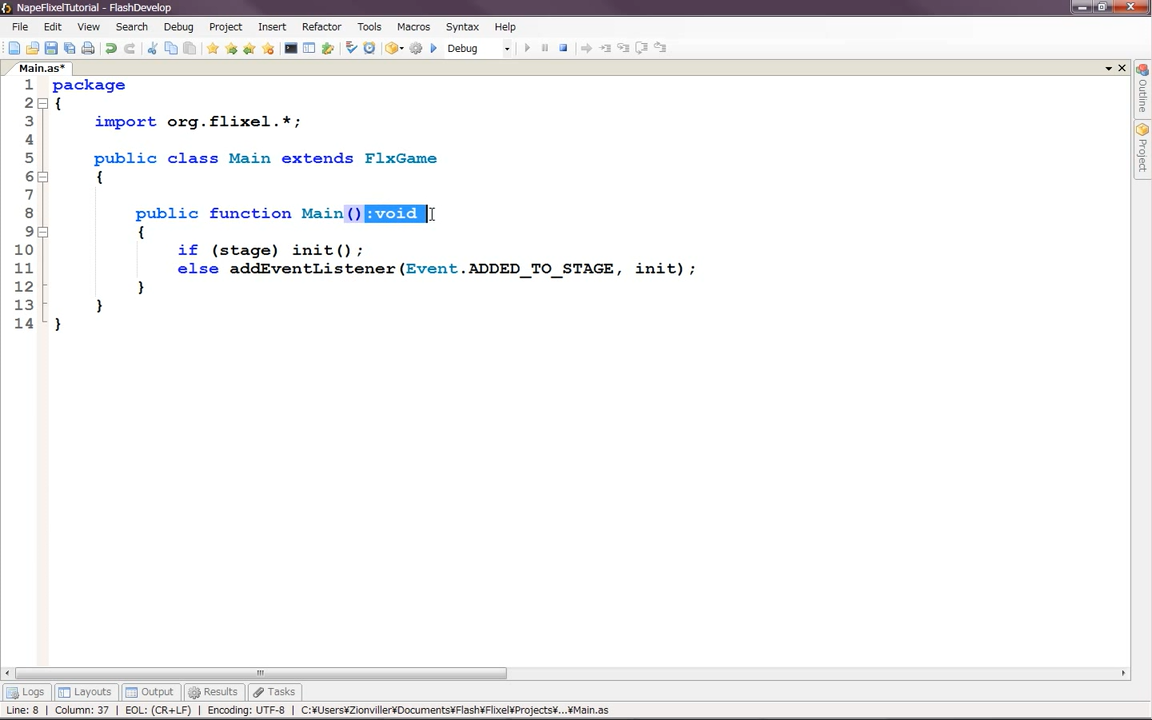 NapeFlixelTutorial - FlashDevelop
File Edit View Search Debug Project Insert Refactor Tools Macros Syntax Help
Debug
Main.as*
1 package
2 {
3 import org.flixel.*;
4
5 public class Main extends FlxGame
6 {
7
8 public function Main():void
9 {
10 if (stage) init();
11 else addEventListener(Event.ADDED_TO_STAGE, init);
12 }
13 }
14 }
Outline
Project
Logs Layouts Output Results Tasks
Line: 8 Column: 37 EOL: (CR+LF) Encoding: UTF-8 C:¥Users¥Zionviller¥Documents¥Flash¥Flixel¥Projects¥...¥Main.as